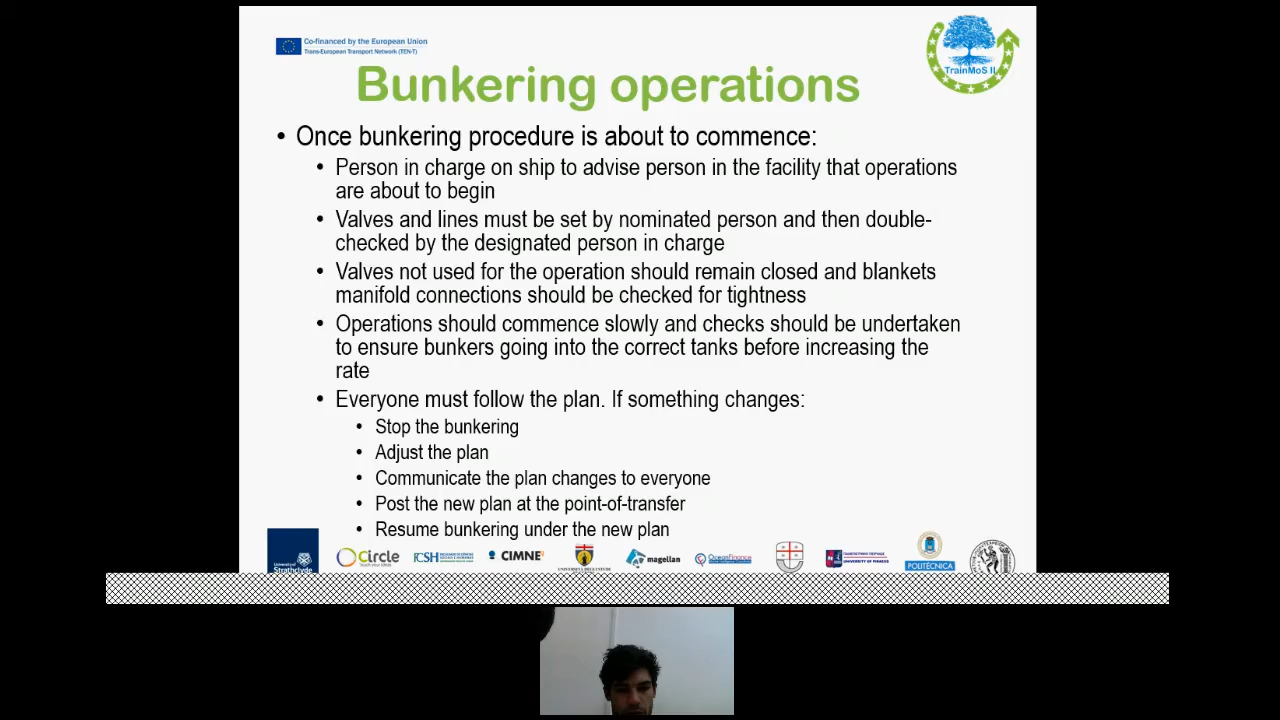 Co-financed by the European Union
Trans-European Transport Network (TEN-T)
TrainMoS II
Bunkering operations
• Once bunkering procedure is about to commence:
• Person in charge on ship to advise person in the facility that operations
are about to begin
• Valves and lines must be set by nominated person and then double-
checked by the designated person in charge
• Valves not used for the operation should remain closed and blankets
manifold connections should be checked for tightness
• Operations should commence slowly and checks should be undertaken
to ensure bunkers going into the correct tanks before increasing the
rate
• Everyone must follow the plan. If something changes:
• Stop the bunkering
• Adjust the plan
• Communicate the plan changes to everyone
• Post the new plan at the point-of-transfer
• Resume bunkering under the new plan
Strathclyde
Circle
FCSH
CIMNE
magellan
OceanFinance
UNIVERSITY OF PIRAEUS
POLITÉCNICA